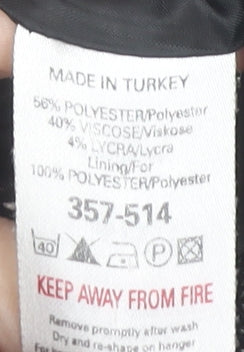 MADE IN TURKEY
56% POLYESTER/Polyester
40% VISCOSE/Viskose
4% LYCRA/Lycra
Lining/For
100% POLYESTER/Polyester
357-514
40 P
KEEP AWAY FROM FIRE
Remove promptly after wash
Dry and re-shape on hanger